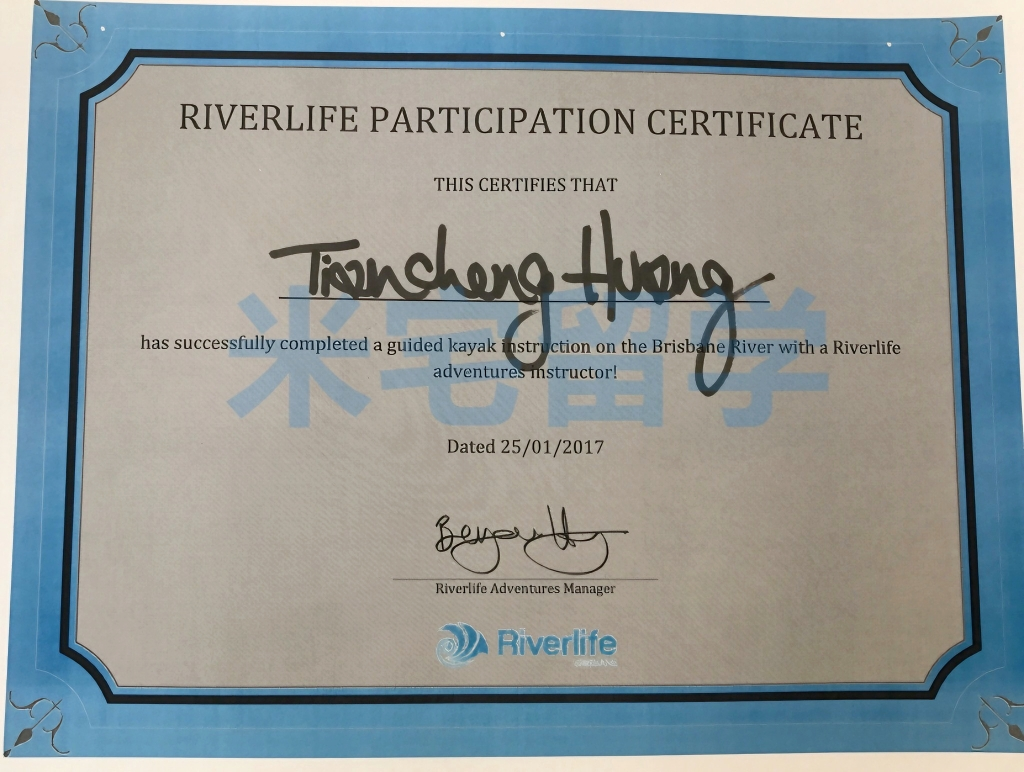 RIVERLIFE PARTICIPATION CERTIFICATE
THIS CERTIFIES THAT
Tiancheng Huang
has successfully completed a guided kayak instruction on the Brisbane River with a Riverlife
adventures instructor!
米宅留学
Dated 25/01/2017
Riverlife Adventures Manager
Riverlife